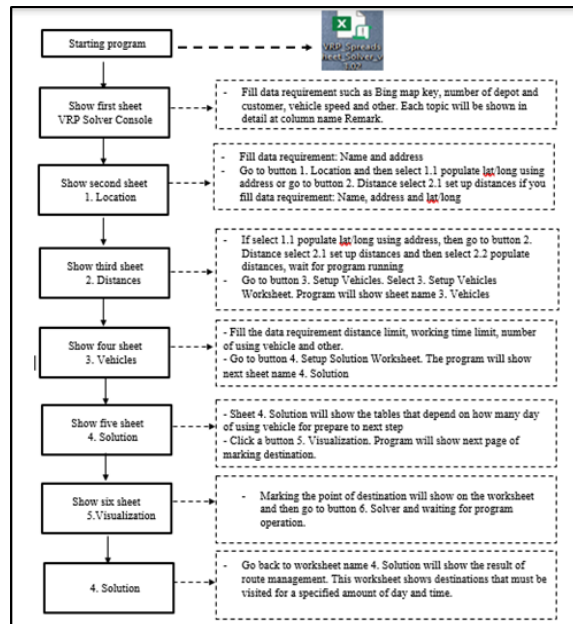 Starting program
VRP_Spreads
heet_Solver_v
Show first sheet
VRP Solver Console
- Fill data requirement such as Bing map key, number of depot and
customer, vehicle speed and other. Each topic will be shown in
detail at column name Remark.
Show second sheet
1. Location
- Fill data requirement: Name and address
- Go to button 1. Location and then select 1.1 populate lat/long using
address or go to button 2. Distance select 2.1 set up distances if you
fill data requirement: Name, address and lat/long
Show third sheet
2. Distances
- If select 1.1 populate lat/long using address, then go to button 2.
Distance select 2.1 set up distances and then select 2.2 populate
distances, wait for program running
- Go to button 3. Setup Vehicles. Select 3. Setup Vehicles
Worksheet. Program will show sheet name 3. Vehicles
Show four sheet
3. Vehicles
- Fill the data requirement distance limit, working time limit, number
of using vehicle and other.
- Go to button 4. Setup Solution Worksheet. The program will show
next sheet name 4. Solution
Show five sheet
4. Solution
- Sheet 4. Solution will show the tables that depend on how many day
of using vehicle for prepare to next step
- Click a button 5. Visualization. Program will show next page of
marking destination.
Show six sheet
5.Visualization
- Marking the point of destination will show on the worksheet
and then go to button 6. Solver and waiting for program
operation.
4. Solution
- Go back to worksheet name 4. Solution will show the result of
route management. This worksheet shows destinations that must be
visited for a specified amount of day and time.